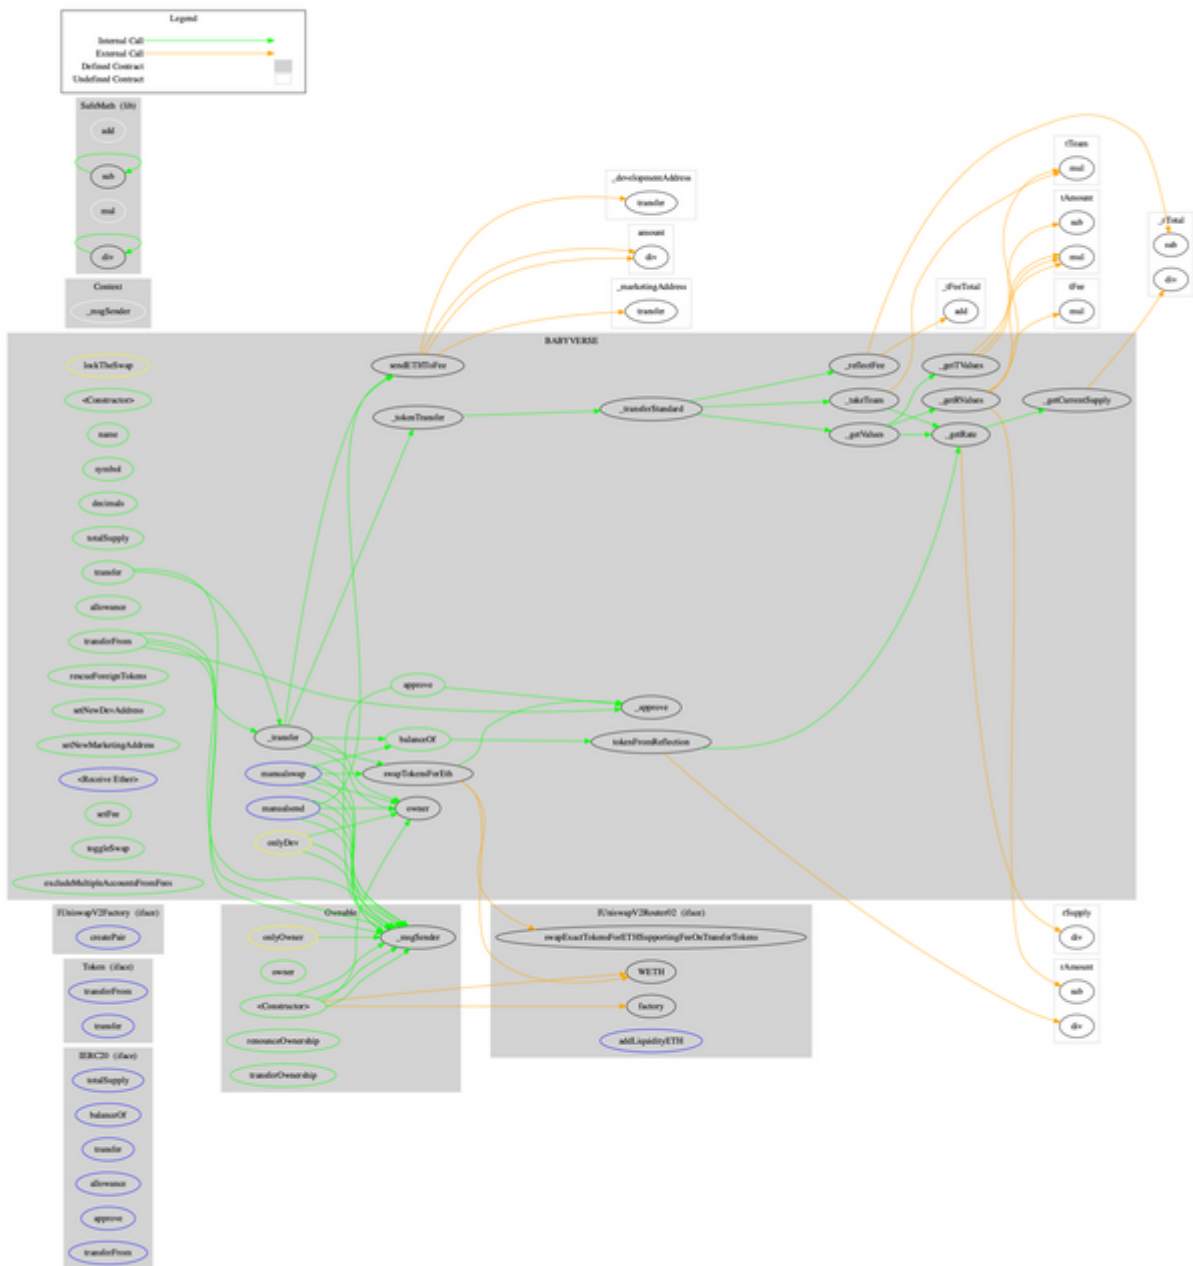 Legend
Internal Call
External Call
Defined Contract
Undefined Contract
SafeMath (lib)
add
sub
mul
div
Context
_msgSender
_developmentAddress
transfer
amount
div
_marketingAddress
transfer
_tFeeTotal
add
tTeam
mul
tAmount
sub
mul
tFee
mul
_rTotal
sub
div
BABYVERSE
lockTheSwap
<Constructor>
name
symbol
decimals
totalSupply
transfer
allowance
transferFrom
rescueForeignTokens
setNewDevAddress
setNewMarketingAddress
<Receive Ether>
setFee
toggleSwap
excludeMultipleAccountsFromFees
_transfer
manualswap
manualsend
onlyDev
sendETHToFee
_tokenTransfer
approve
balanceOf
swapTokensForEth
owner
_transferStandard
_approve
tokenFromReflection
_reflectFee
_takeTeam
_getValues
_getTValues
_getRValues
_getRate
_getCurrentSupply
IUniswapV2Factory (iface)
createPair
Token (iface)
transferFrom
transfer
IERC20 (iface)
totalSupply
balanceOf
transfer
allowance
approve
transferFrom
Ownable
onlyOwner
owner
<Constructor>
renounceOwnership
transferOwnership
_msgSender
IUniswapV2Router02 (iface)
swapExactTokensForETHSupportingFeeOnTransferTokens
WETH
factory
addLiquidityETH
rSupply
div
rAmount
sub
div